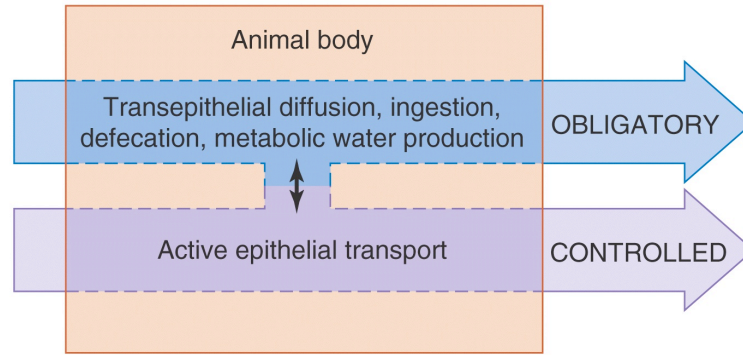 Animal body
Transepithelial diffusion, ingestion,
defecation, metabolic water production
OBLIGATORY
Active epithelial transport
CONTROLLED